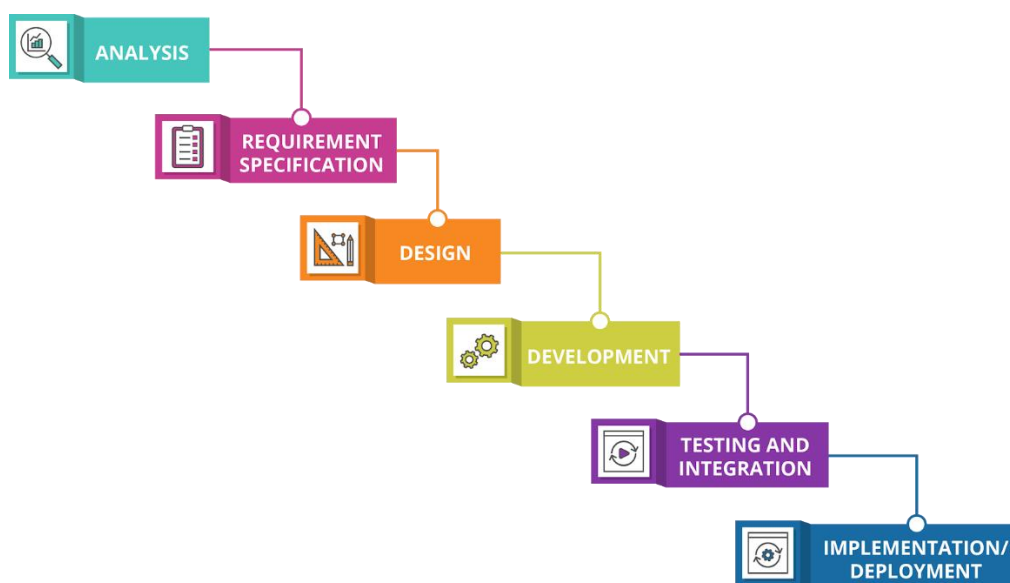 ANALYSIS
REQUIREMENT
SPECIFICATION
DESIGN
DEVELOPMENT
TESTING AND
INTEGRATION
IMPLEMENTATION/
DEPLOYMENT